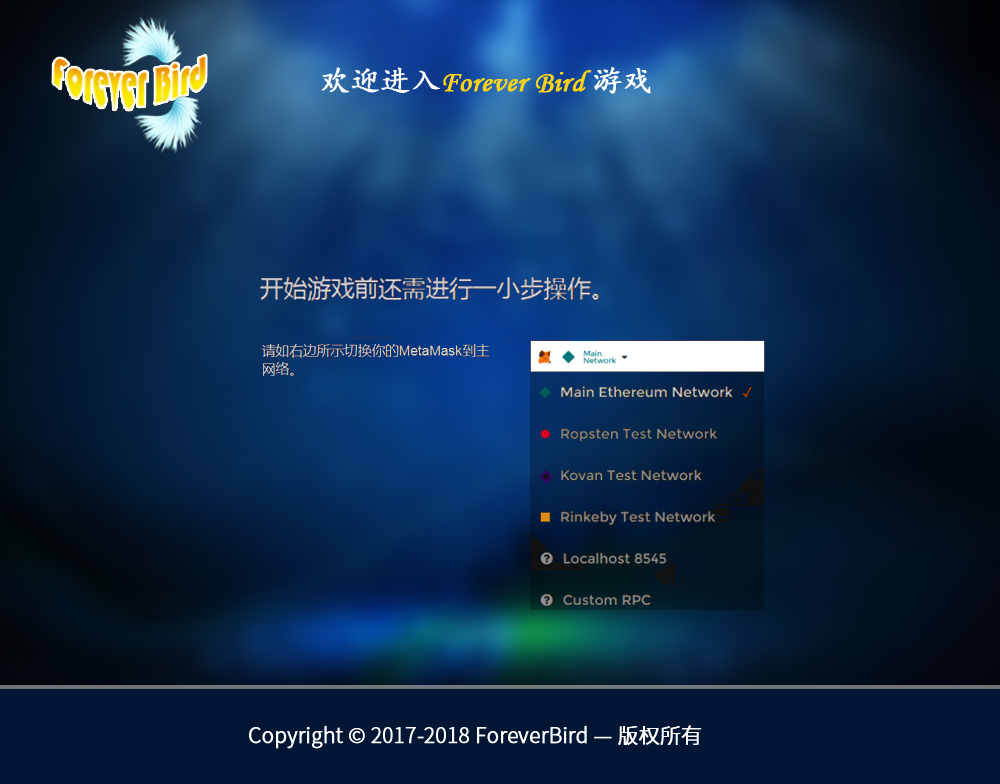 Forever Bird
欢迎进入Forever Bird 游戏
开始游戏前还需进行一小步操作。
请如右边所示切换你的MetaMask到主
网络。
Main
Network
Main Ethereum Network ✓
Ropsten Test Network
Kovan Test Network
Rinkeby Test Network
Localhost 8545
Custom RPC
Copyright © 2017-2018 ForeverBird — 版权所有